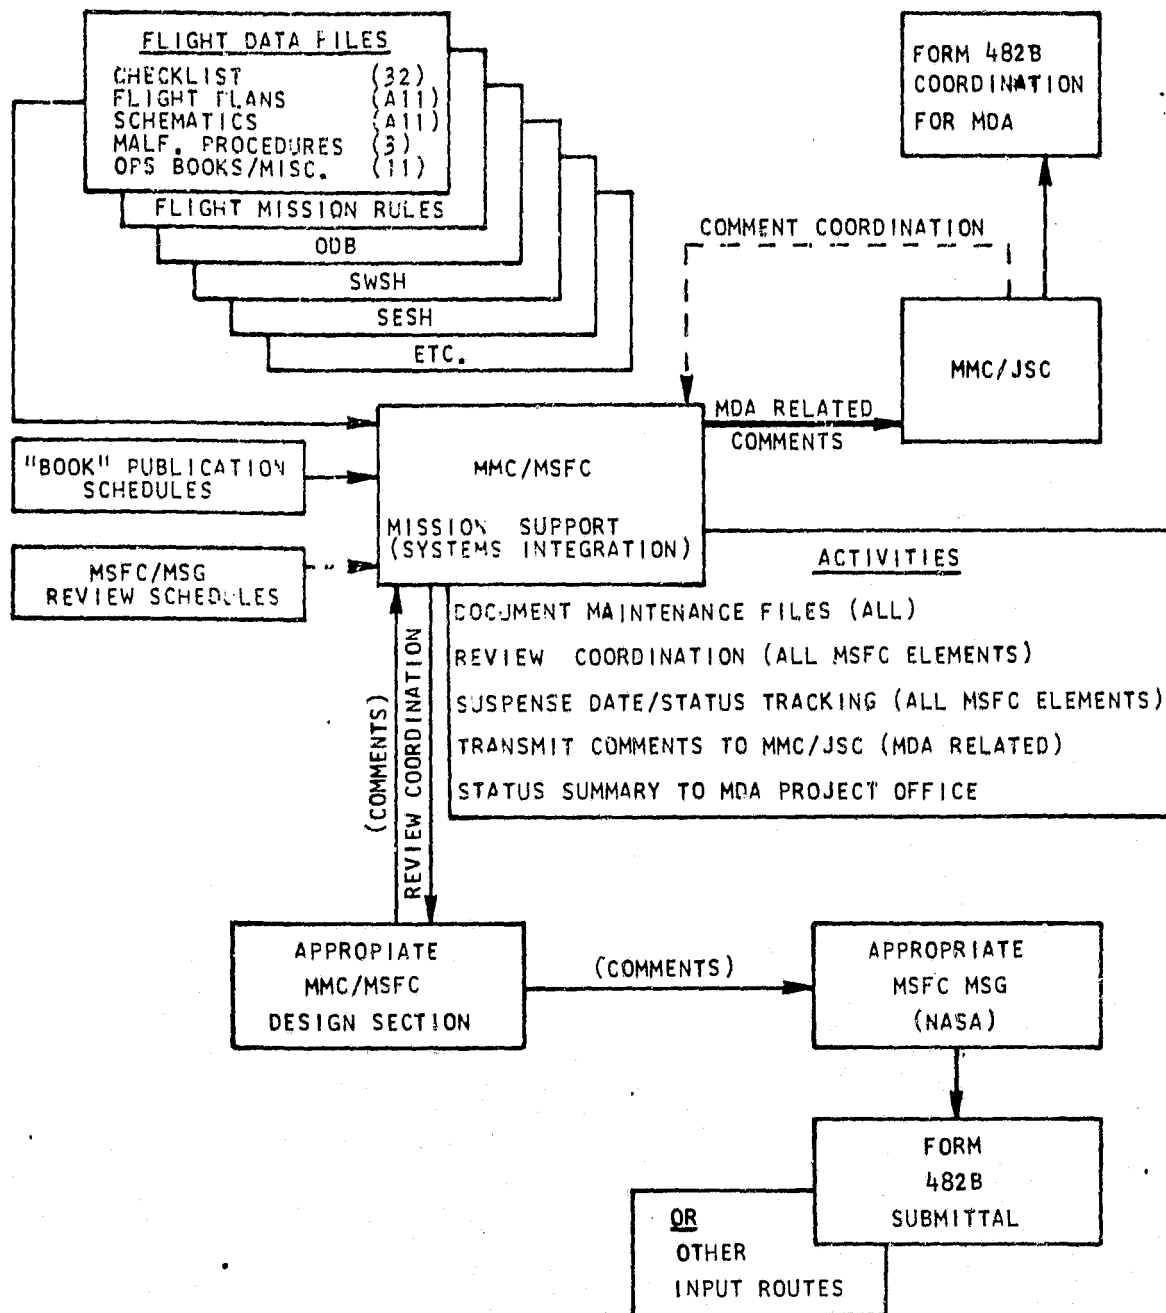 FLIGHT DATA FILES
CHECKLIST (32)
FLIGHT PLANS (A11)
SCHEMATICS (A11)
MALF. PROCEDURES (3)
OPS BOOKS/MISC. (11)
FLIGHT MISSION RULES
ODB
SWSH
SESH
ETC.
FORM 482B
COORDINATION
FOR MDA
COMMENT COORDINATION
MMC/JSC
MDA RELATED
COMMENTS
"BOOK" PUBLICATION
SCHEDULES
MSFC/MSG
REVIEW SCHEDULES
MMC/MSFC
MISSION SUPPORT
(SYSTEMS INTEGRATION)
ACTIVITIES
DOCUMENT MAINTENANCE FILES (ALL)
REVIEW COORDINATION (ALL MSFC ELEMENTS)
SUSPENSE DATE/STATUS TRACKING (ALL MSFC ELEMENTS)
TRANSMIT COMMENTS TO MMC/JSC (MDA RELATED)
STATUS SUMMARY TO MDA PROJECT OFFICE
(COMMENTS)
REVIEW COORDINATION
APPROPIATE
MMC/MSFC
DESIGN SECTION
(COMMENTS)
APPROPRIATE
MSFC MSG
(NASA)
FORM
482B
SUBMITTAL
OR
OTHER
INPUT ROUTES